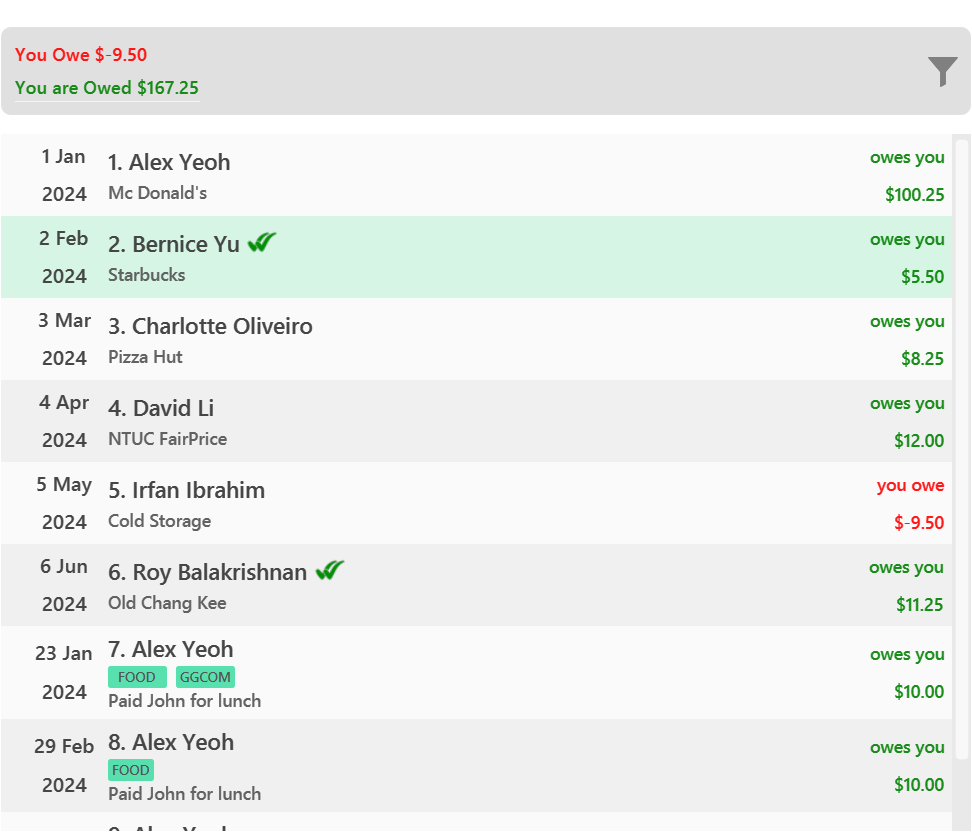 You Owe $-9.50
You are Owed $167.25
1 Jan 2024
1. Alex Yeoh
Mc Donald's
owes you
$100.25
2 Feb 2024
2. Bernice Yu
Starbucks
owes you
$5.50
3 Mar 2024
3. Charlotte Oliveiro
Pizza Hut
owes you
$8.25
4 Apr 2024
4. David Li
NTUC FairPrice
owes you
$12.00
5 May 2024
5. Irfan Ibrahim
Cold Storage
you owe
$-9.50
6 Jun 2024
6. Roy Balakrishnan
Old Chang Kee
owes you
$11.25
23 Jan 2024
7. Alex Yeoh
FOOD GGCOM
Paid John for lunch
owes you
$10.00
29 Feb 2024
8. Alex Yeoh
FOOD
Paid John for lunch
owes you
$10.00